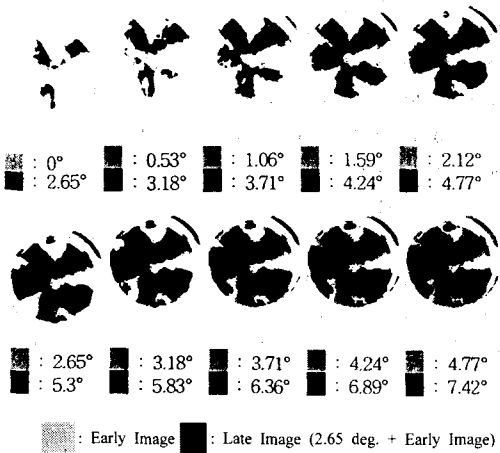 : 0° : 0.53° : 1.06° : 1.59° : 2.12°
: 2.65° : 3.18° : 3.71° : 4.24° : 4.77°
: 2.65° : 3.18° : 3.71° : 4.24° : 4.77°
: 5.3° : 5.83° : 6.36° : 6.89° : 7.42°
: Early Image : Late Image (2.65 deg. + Early Image)